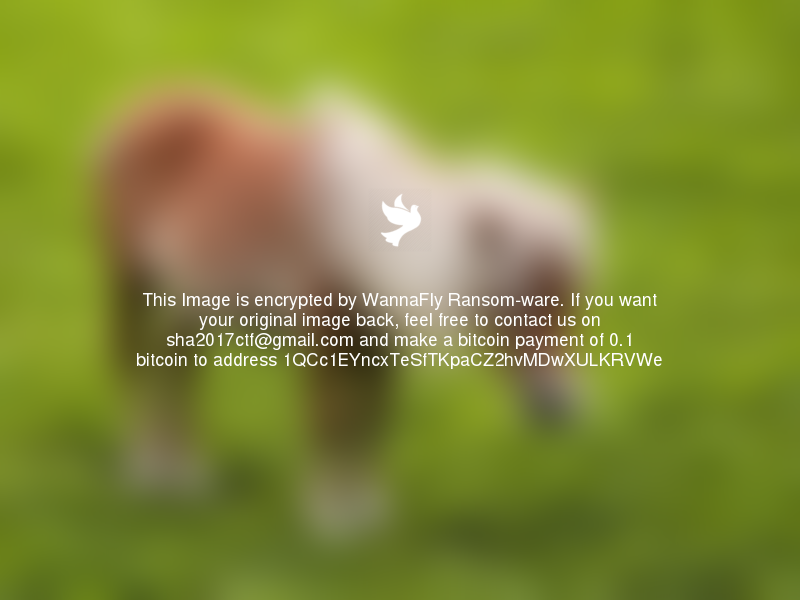 This Image is encrypted by WannaFly Ransom-ware. If you want
your original image back, feel free to contact us on
sha2017ctf@gmail.com and make a bitcoin payment of 0.1
bitcoin to address 1QCc1EYncxTeSfTKpaCZ2hvMDwXULKRVWe